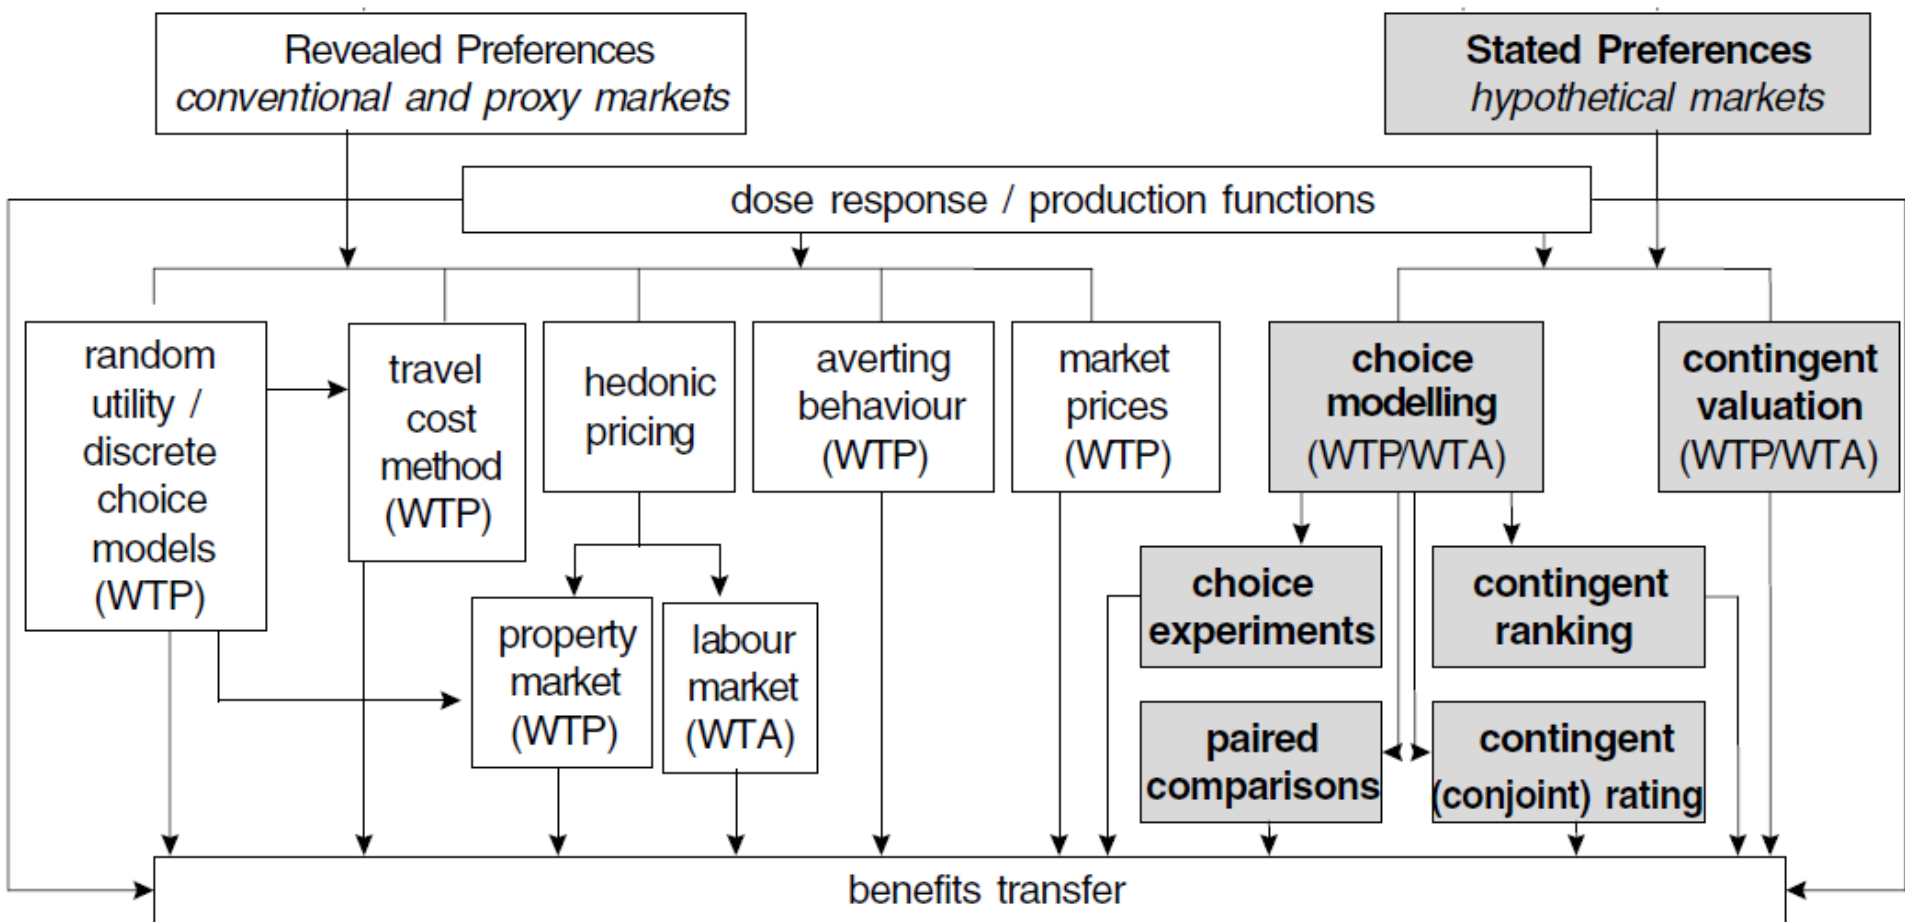 Revealed Preferences
conventional and proxy markets
Stated Preferences
hypothetical markets
dose response / production functions
random
utility /
discrete
choice
models
(WTP)
travel
cost
method
(WTP)
hedonic
pricing
averting
behaviour
(WTP)
market
prices
(WTP)
choice
modelling
(WTP/WTA)
contingent
valuation
(WTP/WTA)
property
market
(WTP)
labour
market
(WTA)
choice
experiments
contingent
ranking
paired
comparisons
contingent
(conjoint) rating
benefits transfer